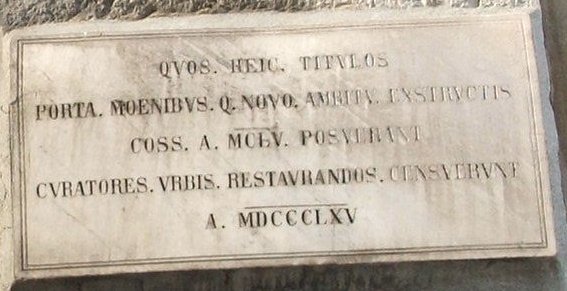 QVOS. HEIC. TITVLOS
PORTA. MOENIBVS. Q. NOVO. AMBITV. EXSTRVCTIS
COSS. A. MCLV. POSVERANT
CVRATORES. VRBIS. RESTAVRANDOS. CENSVERVNT
A. MDCCCLXV